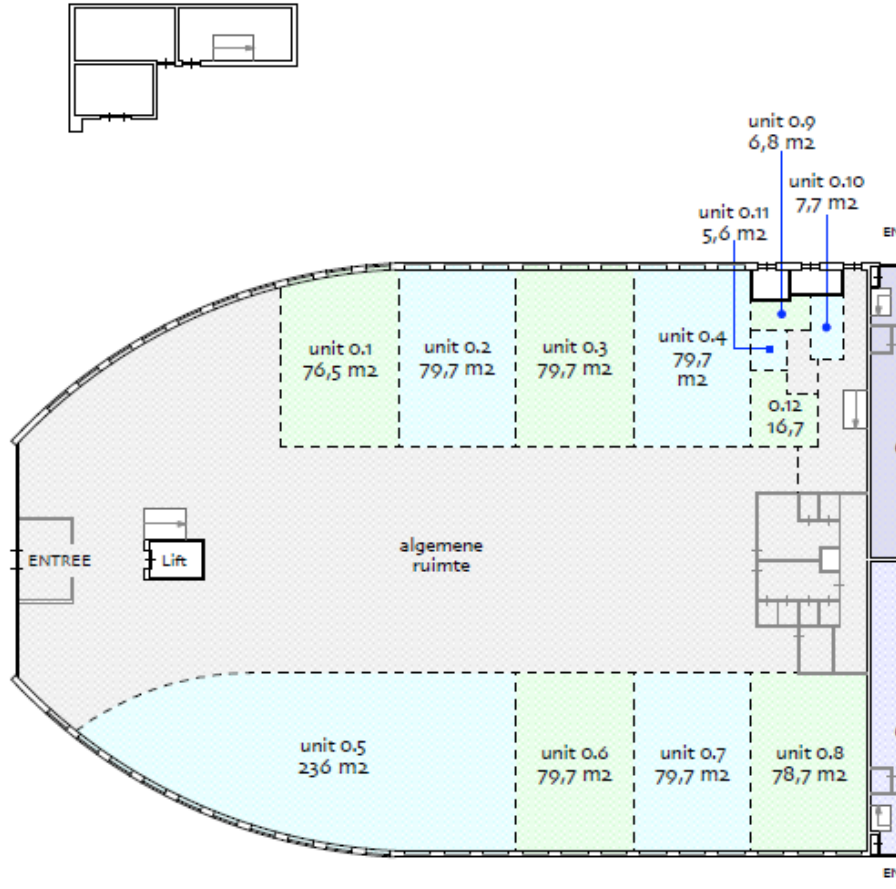 unit 0.9
6,8 m2
unit 0.10
7,7 m2
unit 0.11
5,6 m2
EN
unit 0.1
76,5 m2
unit 0.2
79,7 m2
unit 0.3
79,7 m2
unit 0.4
79,7
m2
0.12
16,7
algemene
ruimte
ENTREE
Lift
unit 0.5
236 m2
unit 0.6
79,7 m2
unit 0.7
79,7 m2
unit 0.8
78,7 m2
EN